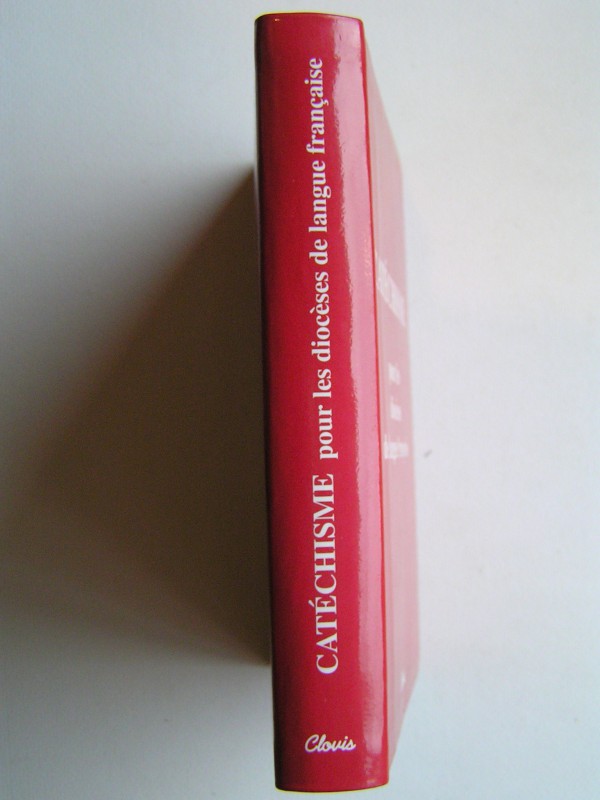 CATÉCHISME pour les diocèses de langue française
Clovis